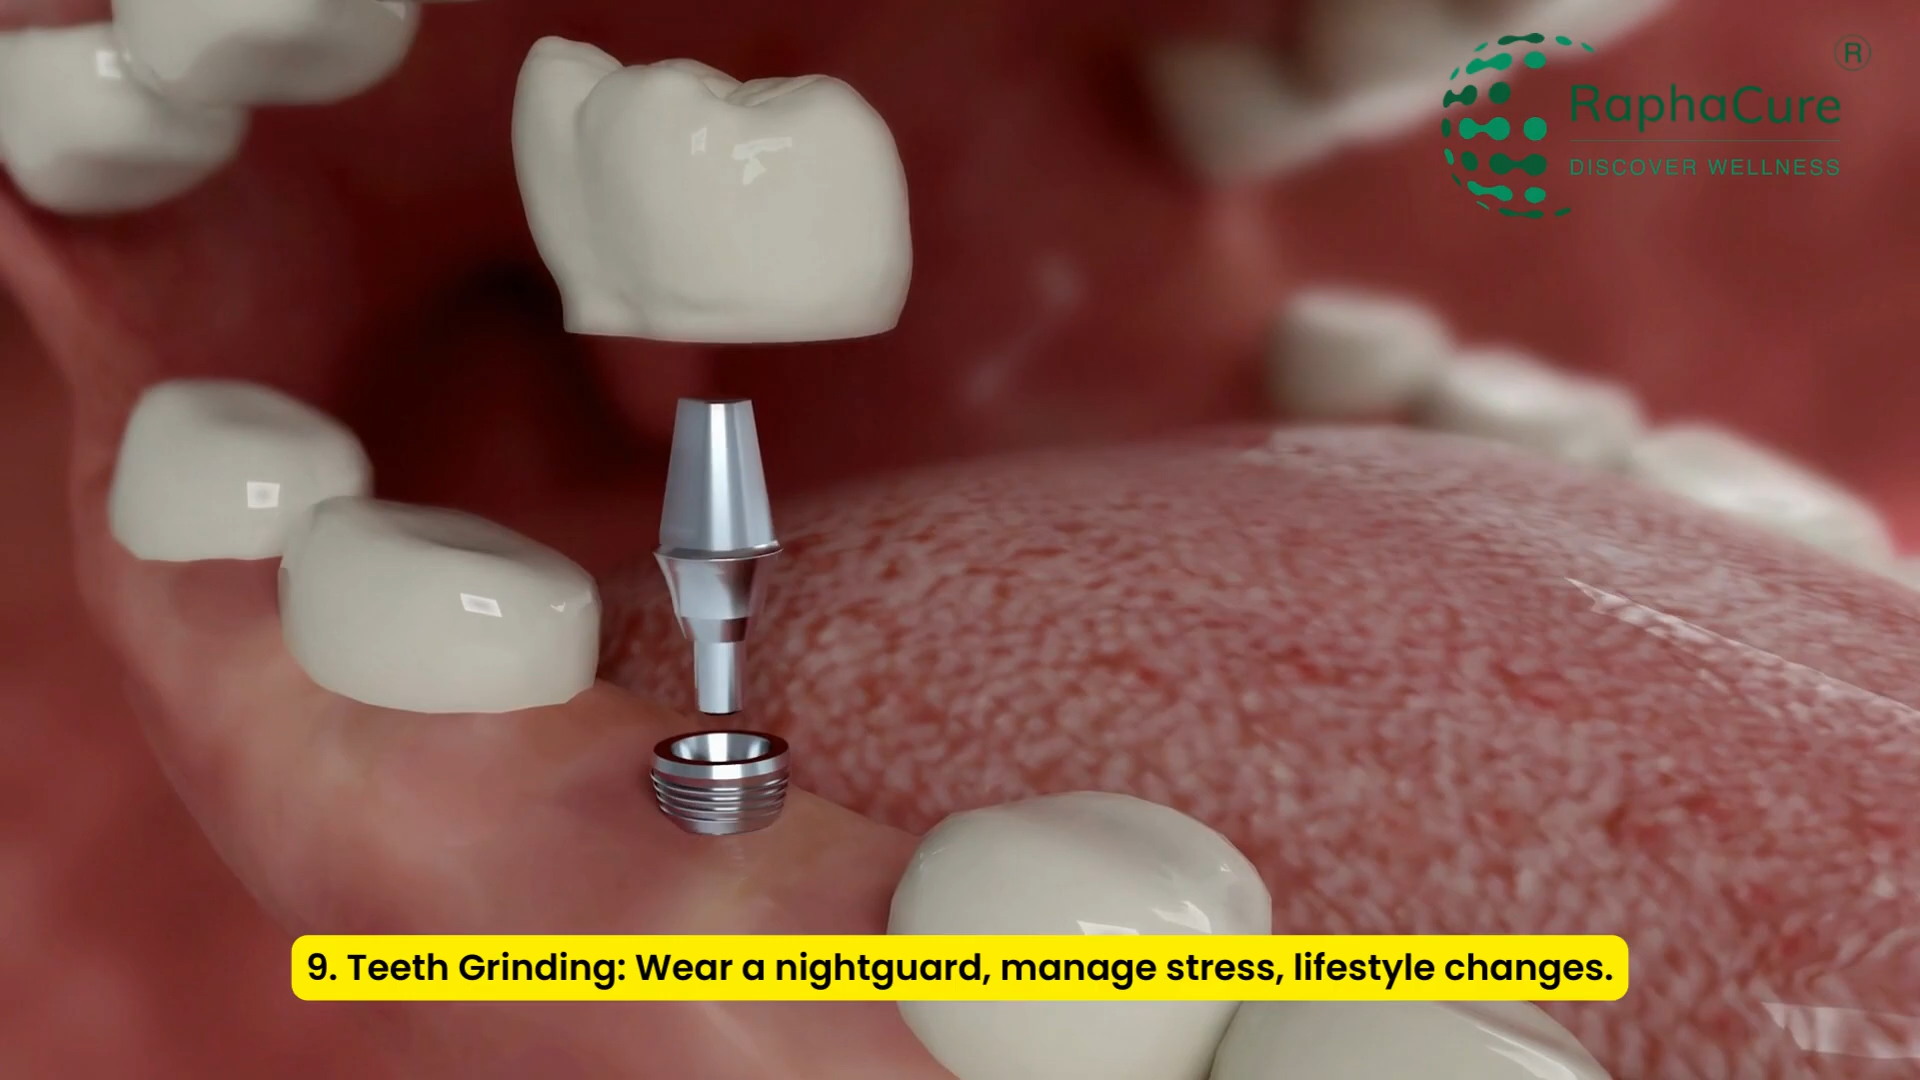 RaphaCure ®
DISCOVER WELLNESS
9. Teeth Grinding: Wear a nightguard, manage stress, lifestyle changes.